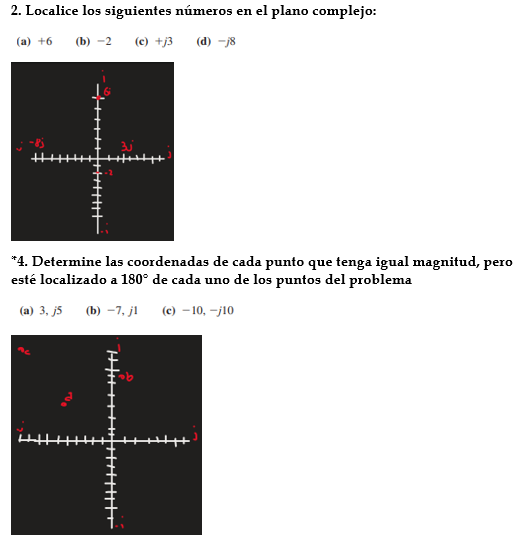 2. Localice los siguientes números en el plano complejo:
(a) +6 (b) −2 (c) +j3 (d) −j8
i
6
-8j 3j j
-2
*4. Determine las coordenadas de cada punto que tenga igual magnitud, pero
esté localizado a 180° de cada uno de los puntos del problema
(a) 3, j5 (b) −7, j1 (c) −10, −j10
c i
b
a
j